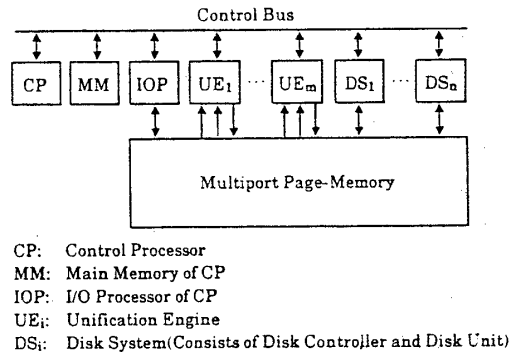 Control Bus
CP MM IOP UE₁ ··· UEₘ DS₁ ··· DSₙ
Multiport Page-Memory
CP: Control Processor
MM: Main Memory of CP
IOP: I/O Processor of CP
UEᵢ: Unification Engine
DSᵢ: Disk System(Consists of Disk Controller and Disk Unit)